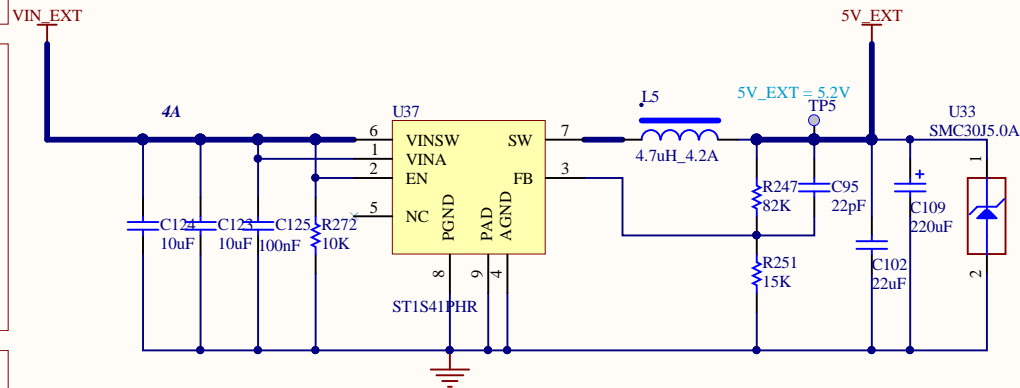 VIN_EXT
5V_EXT
4A
U37
L5
5V_EXT = 5.2V
TP5
U33
SMC30J5.0A
6
VINSW
SW
7
4.7uH_4.2A
1
VINA
1
2
EN
FB
3
R247
82K
C95
22pF
+
C109
220uF
5
NC
C124
10uF
C123
10uF
C125
100nF
R272
10K
PGND
PAD
AGND
8
9
4
R251
15K
C102
22uF
2
ST1S41PHR